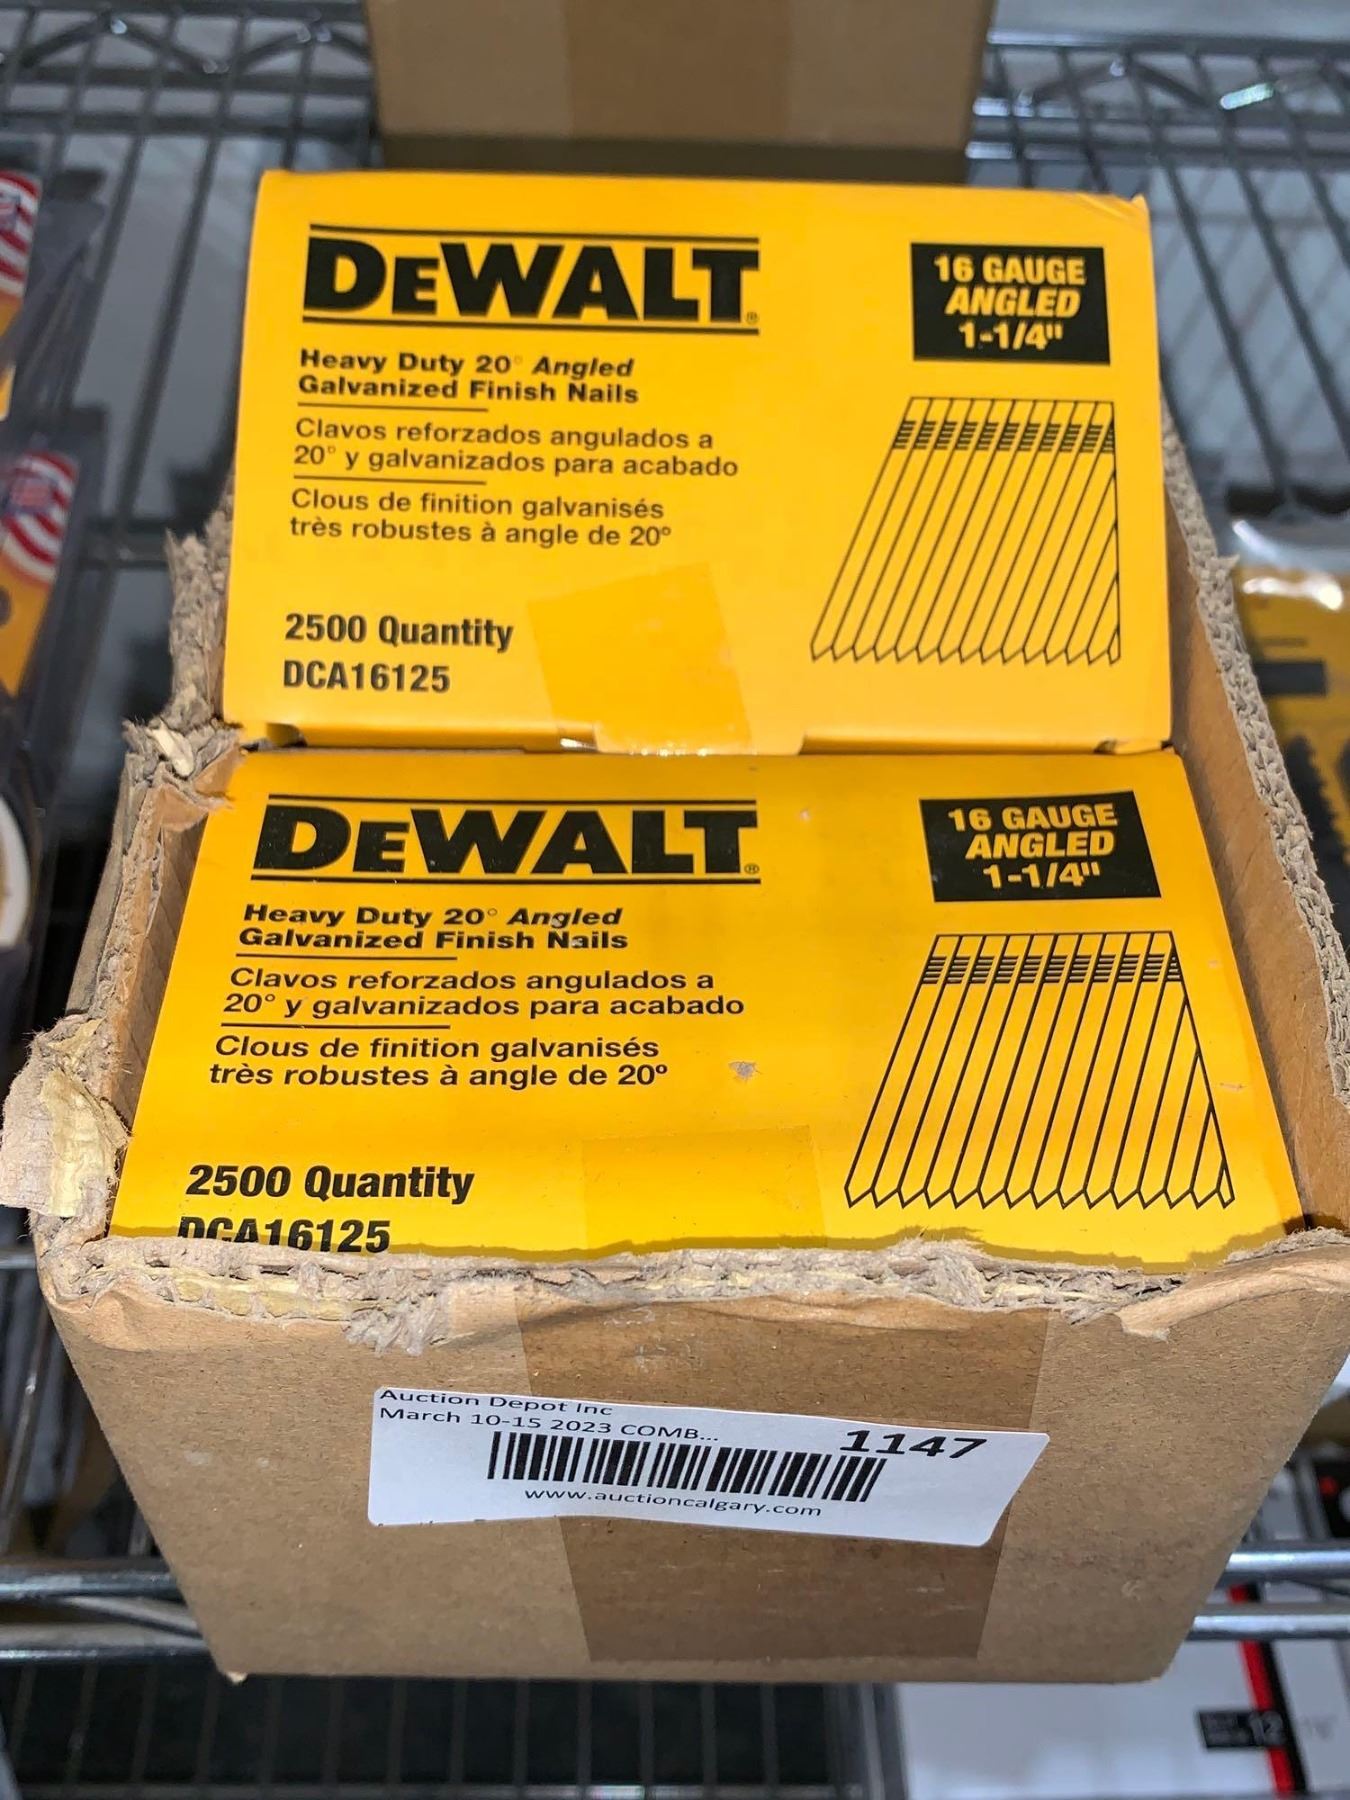 DEWALT®
16 GAUGE
ANGLED
1-1/4"
Heavy Duty 20° Angled
Galvanized Finish Nails
Clavos reforzados angulados a
20° y galvanizados para acabado
Clous de finition galvanisés
très robustes à angle de 20º
2500 Quantity
DCA16125
DEWALT®
16 GAUGE
ANGLED
1-1/4"
Heavy Duty 20° Angled
Galvanized Finish Nails
Clavos reforzados angulados a
20° y galvanizados para acabado
Clous de finition galvanisés
très robustes à angle de 20º
2500 Quantity
DCA16125
Auction Depot Inc
March 10-15 2023 COMB...
1147
www.auctioncalgary.com
12